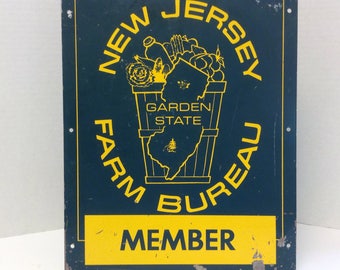 NEW JERSEY
GARDEN
STATE
FARM BUREAU
MEMBER